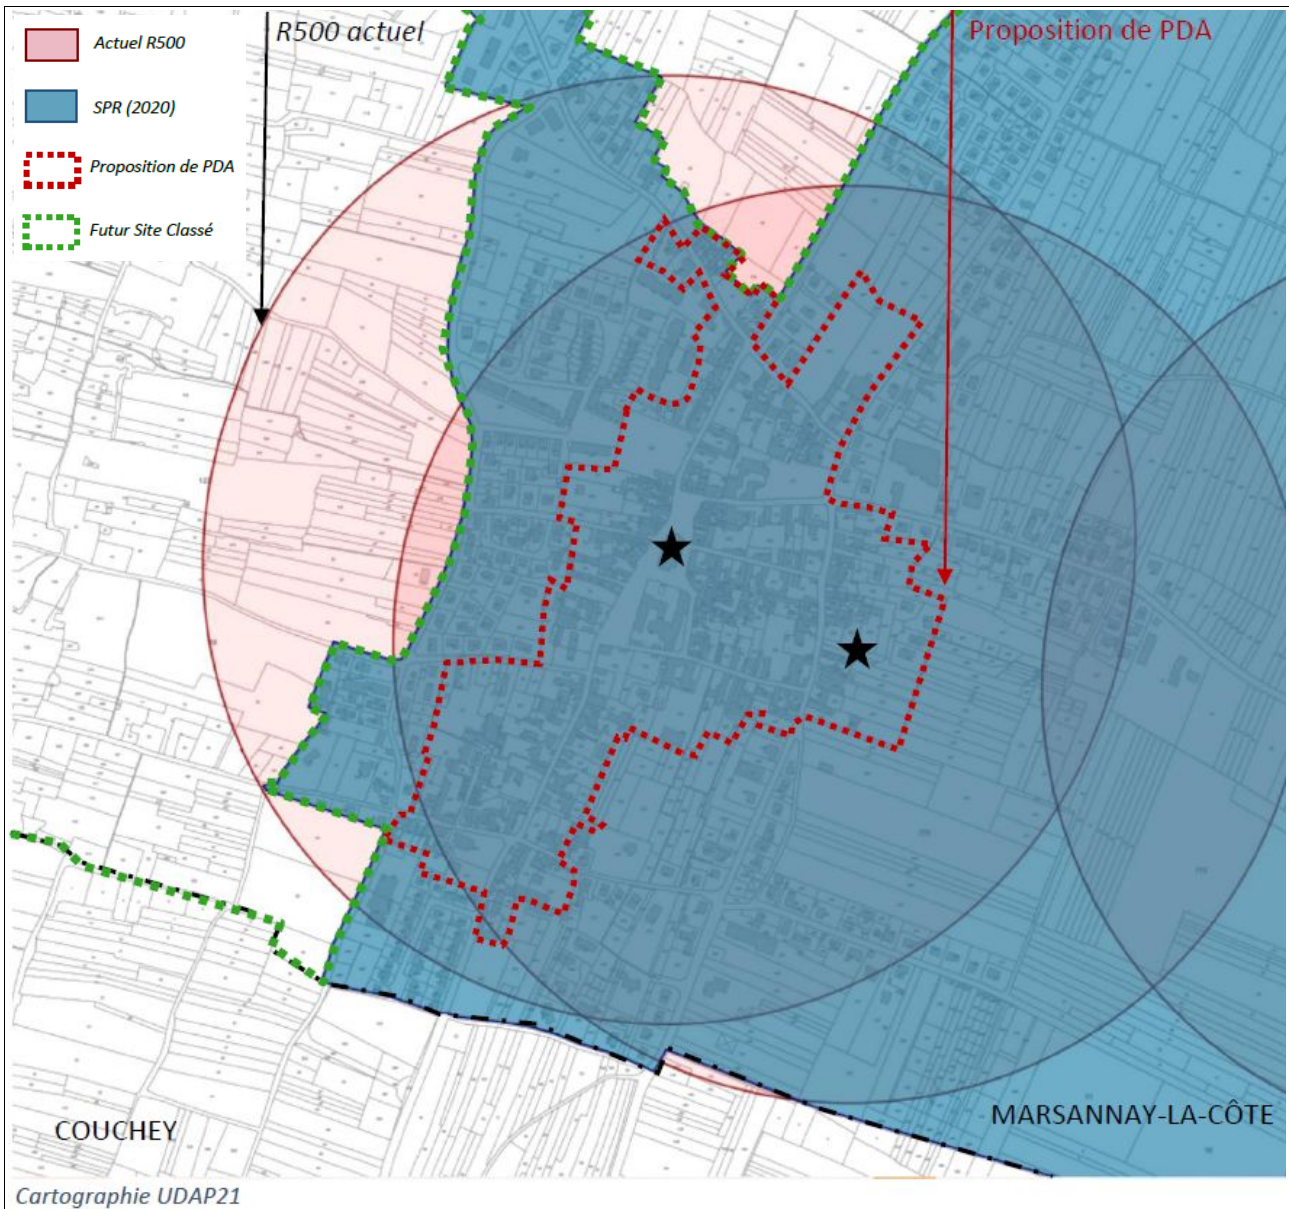 Actuel R500
SPR (2020)
Proposition de PDA
Futur Site Classé
R500 actuel
Proposition de PDA
COUCHEY
MARSANNAY-LA-CÔTE
Cartographie UDAP21